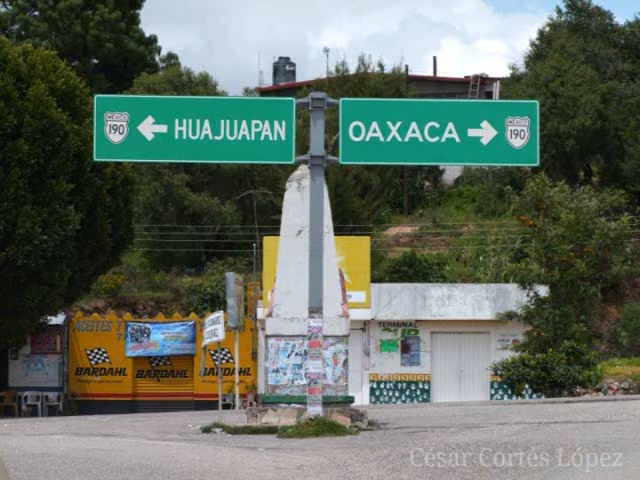 MEXICO
190
HUAJUAPAN
OAXACA
MEXICO
190
ACEITES Y
BARDAHL
BARDAHL
BARDAHL
TERMINAL
César Cortés López